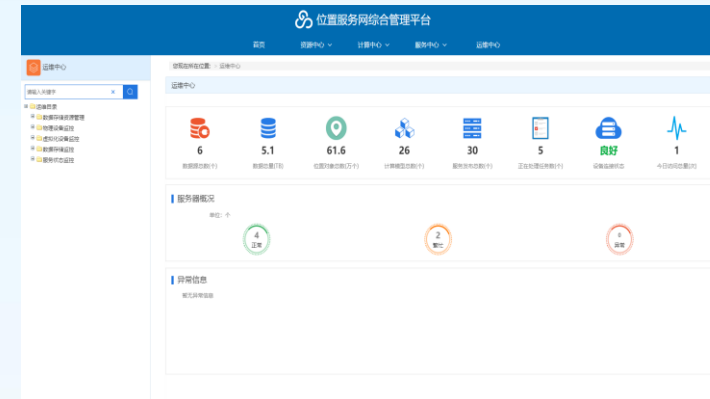 位置服务网综合管理平台
首页 资源中心 计算中心 服务中心 运维中心
运维中心
您现在所在位置: > 运维中心
请输入关键字 ×
运维中心
运维目录
数据存储资源管理
物理设备监控
虚拟化设备监控
数据存储监控
服务状态监控
6 5.1 61.6 26 30 5 良好 1
数据源总数(个) 数据总量(TB) 位置对象总数(万个) 计算模型总数(个) 服务发布总数(个) 正在处理任务数(个) 设备连接状态 今日访问总量(次)
服务器概况
单位: 个
4 2
正常 繁忙 异常
异常信息
暂无异常信息